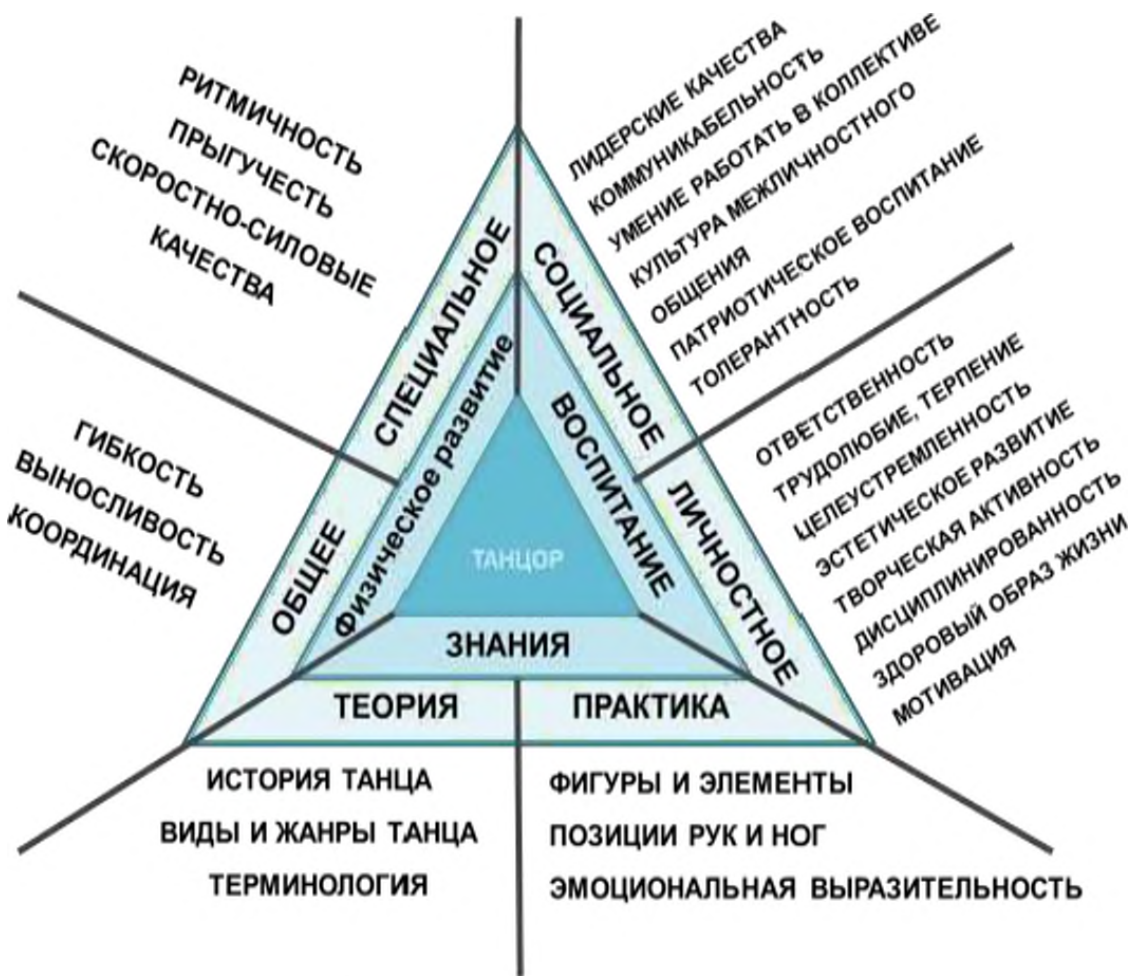 РИТМИЧНОСТЬ
ПРЫГУЧЕСТЬ
СКОРОСТНО-СИЛОВЫЕ
КАЧЕСТВА
ЛИДЕРСКИЕ КАЧЕСТВА
КОММУНИКАБЕЛЬНОСТЬ
УМЕНИЕ РАБОТАТЬ В КОЛЛЕКТИВЕ
КУЛЬТУРА МЕЖЛИЧНОСТНОГО
ОБЩЕНИЯ
ПАТРИОТИЧЕСКОЕ ВОСПИТАНИЕ
ТОЛЕРАНТНОСТЬ
ГИБКОСТЬ
ВЫНОСЛИВОСТЬ
КООРДИНАЦИЯ
ОТВЕТСТВЕННОСТЬ
ТРУДОЛЮБИЕ, ТЕРПЕНИЕ
ЦЕЛЕУСТРЕМЛЕННОСТЬ
ЭСТЕТИЧЕСКОЕ РАЗВИТИЕ
ТВОРЧЕСКАЯ АКТИВНОСТЬ
ДИСЦИПЛИНИРОВАННОСТЬ
ЗДОРОВЫЙ ОБРАЗ ЖИЗНИ
МОТИВАЦИЯ
СПЕЦИАЛЬНОЕ
СОЦИАЛЬНОЕ
ОБЩЕЕ
Физическое развитие
ВОСПИТАНИЕ
ЛИЧНОСТНОЕ
ТАНЦОР
ЗНАНИЯ
ТЕОРИЯ
ПРАКТИКА
ИСТОРИЯ ТАНЦА
ВИДЫ И ЖАНРЫ ТАНЦА
ТЕРМИНОЛОГИЯ
ФИГУРЫ И ЭЛЕМЕНТЫ
ПОЗИЦИИ РУК И НОГ
ЭМОЦИОНАЛЬНАЯ ВЫРАЗИТЕЛЬНОСТЬ